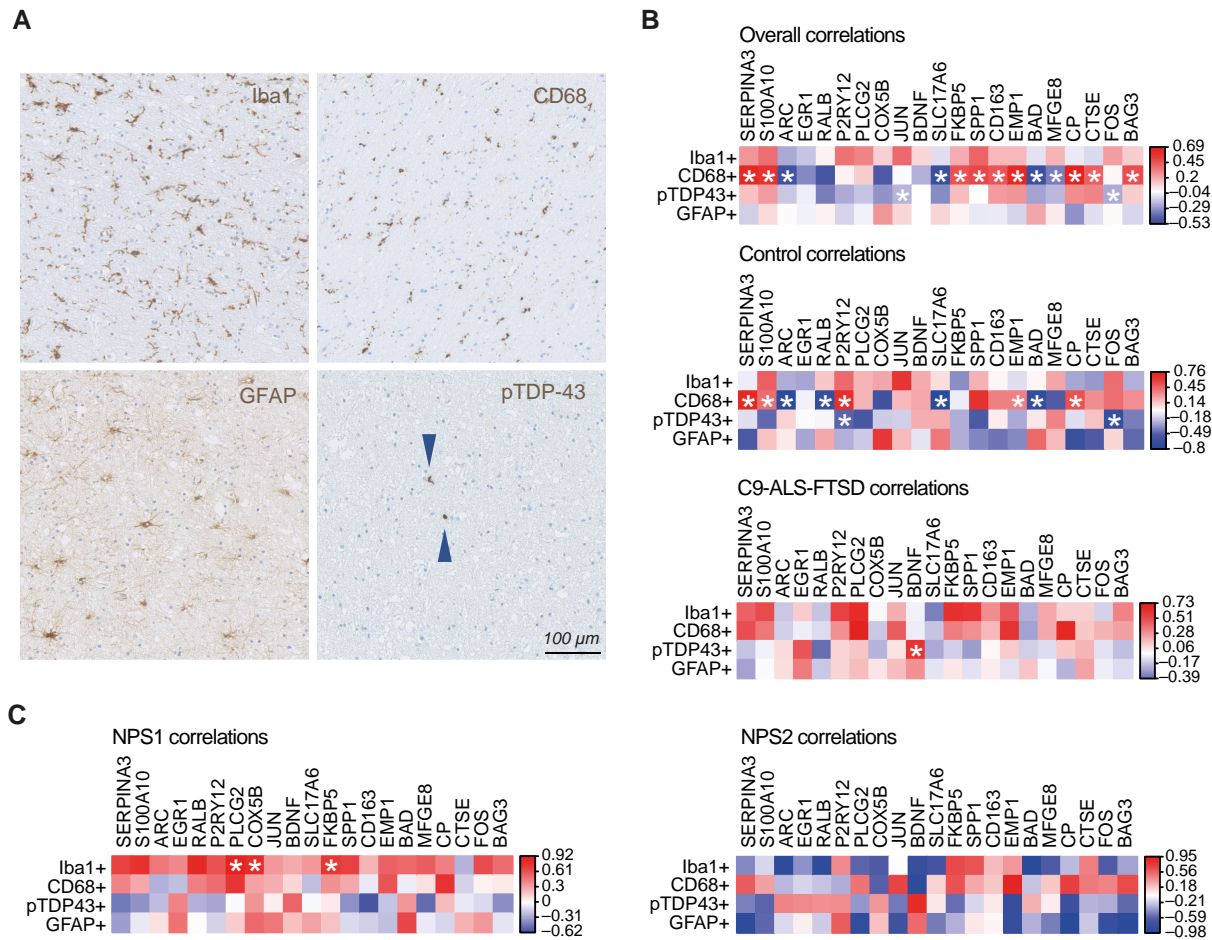 A
Iba1
CD68
GFAP
pTDP-43
100 µm
B
Overall correlations
SERPINA3 S100A10 ARC EGR1 RALB P2RY12 PLCG2 COX5B JUN BDNF SLC17A6 FKBP5 SPP1 CD163 EMP1 BAD MFGE8 CP CTSE FOS BAG3
Iba1+
CD68+ * * * * * * * * * * * * * *
pTDP43+ * *
GFAP+
0.69
0.45
0.2
–0.04
–0.29
–0.53
Control correlations
SERPINA3 S100A10 ARC EGR1 RALB P2RY12 PLCG2 COX5B JUN BDNF SLC17A6 FKBP5 SPP1 CD163 EMP1 BAD MFGE8 CP CTSE FOS BAG3
Iba1+
CD68+ * * * * * * * * *
pTDP43+ * *
GFAP+
0.76
0.45
0.14
–0.18
–0.49
–0.8
C9-ALS-FTSD correlations
SERPINA3 S100A10 ARC EGR1 RALB P2RY12 PLCG2 COX5B JUN BDNF SLC17A6 FKBP5 SPP1 CD163 EMP1 BAD MFGE8 CP CTSE FOS BAG3
Iba1+
CD68+
pTDP43+ *
GFAP+
0.73
0.51
0.28
0.06
–0.17
–0.39
C
NPS1 correlations
SERPINA3 S100A10 ARC EGR1 RALB P2RY12 PLCG2 COX5B JUN BDNF SLC17A6 FKBP5 SPP1 CD163 EMP1 BAD MFGE8 CP CTSE FOS BAG3
Iba1+ * * *
CD68+
pTDP43+
GFAP+
0.92
0.61
0.3
0
–0.31
–0.62
NPS2 correlations
SERPINA3 S100A10 ARC EGR1 RALB P2RY12 PLCG2 COX5B JUN BDNF SLC17A6 FKBP5 SPP1 CD163 EMP1 BAD MFGE8 CP CTSE FOS BAG3
Iba1+
CD68+
pTDP43+
GFAP+
0.95
0.56
0.18
–0.21
–0.6
–0.98